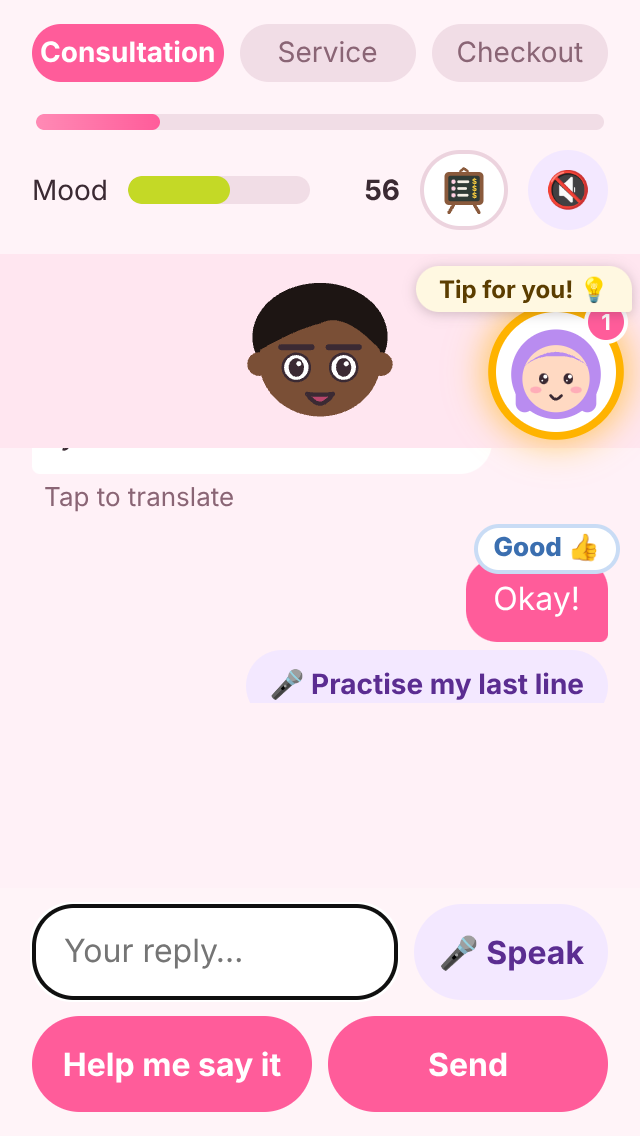 Consultation
Service
Checkout
Mood
56
Tip for you! 💡
1
Tap to translate
Good 👍
Okay!
🎤 Practise my last line
Your reply...
🎤 Speak
Help me say it
Send